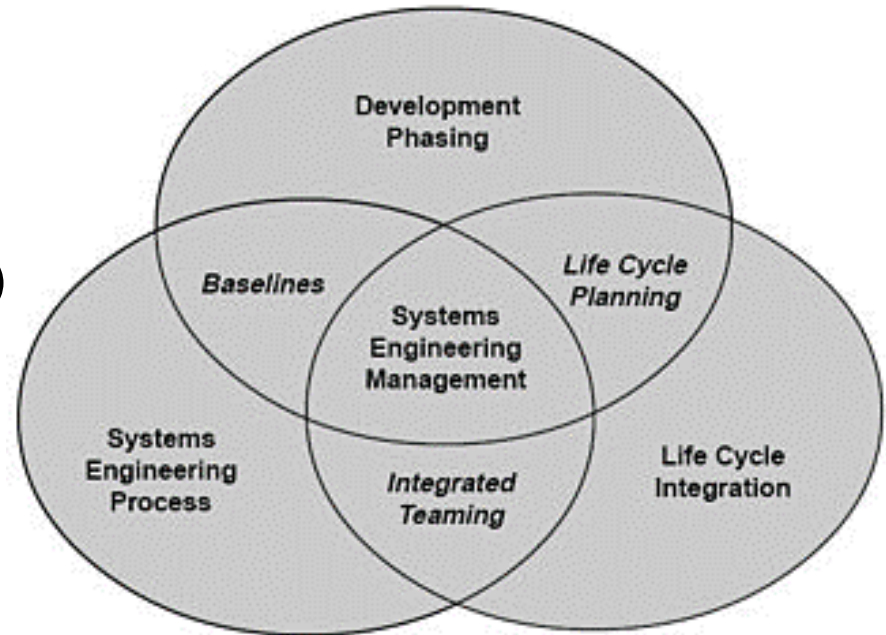 Development
Phasing
)
Baselines
Life Cycle
Planning
Systems
Engineering
Management
Systems
Engineering
Process
Integrated
Teaming
Life Cycle
Integration